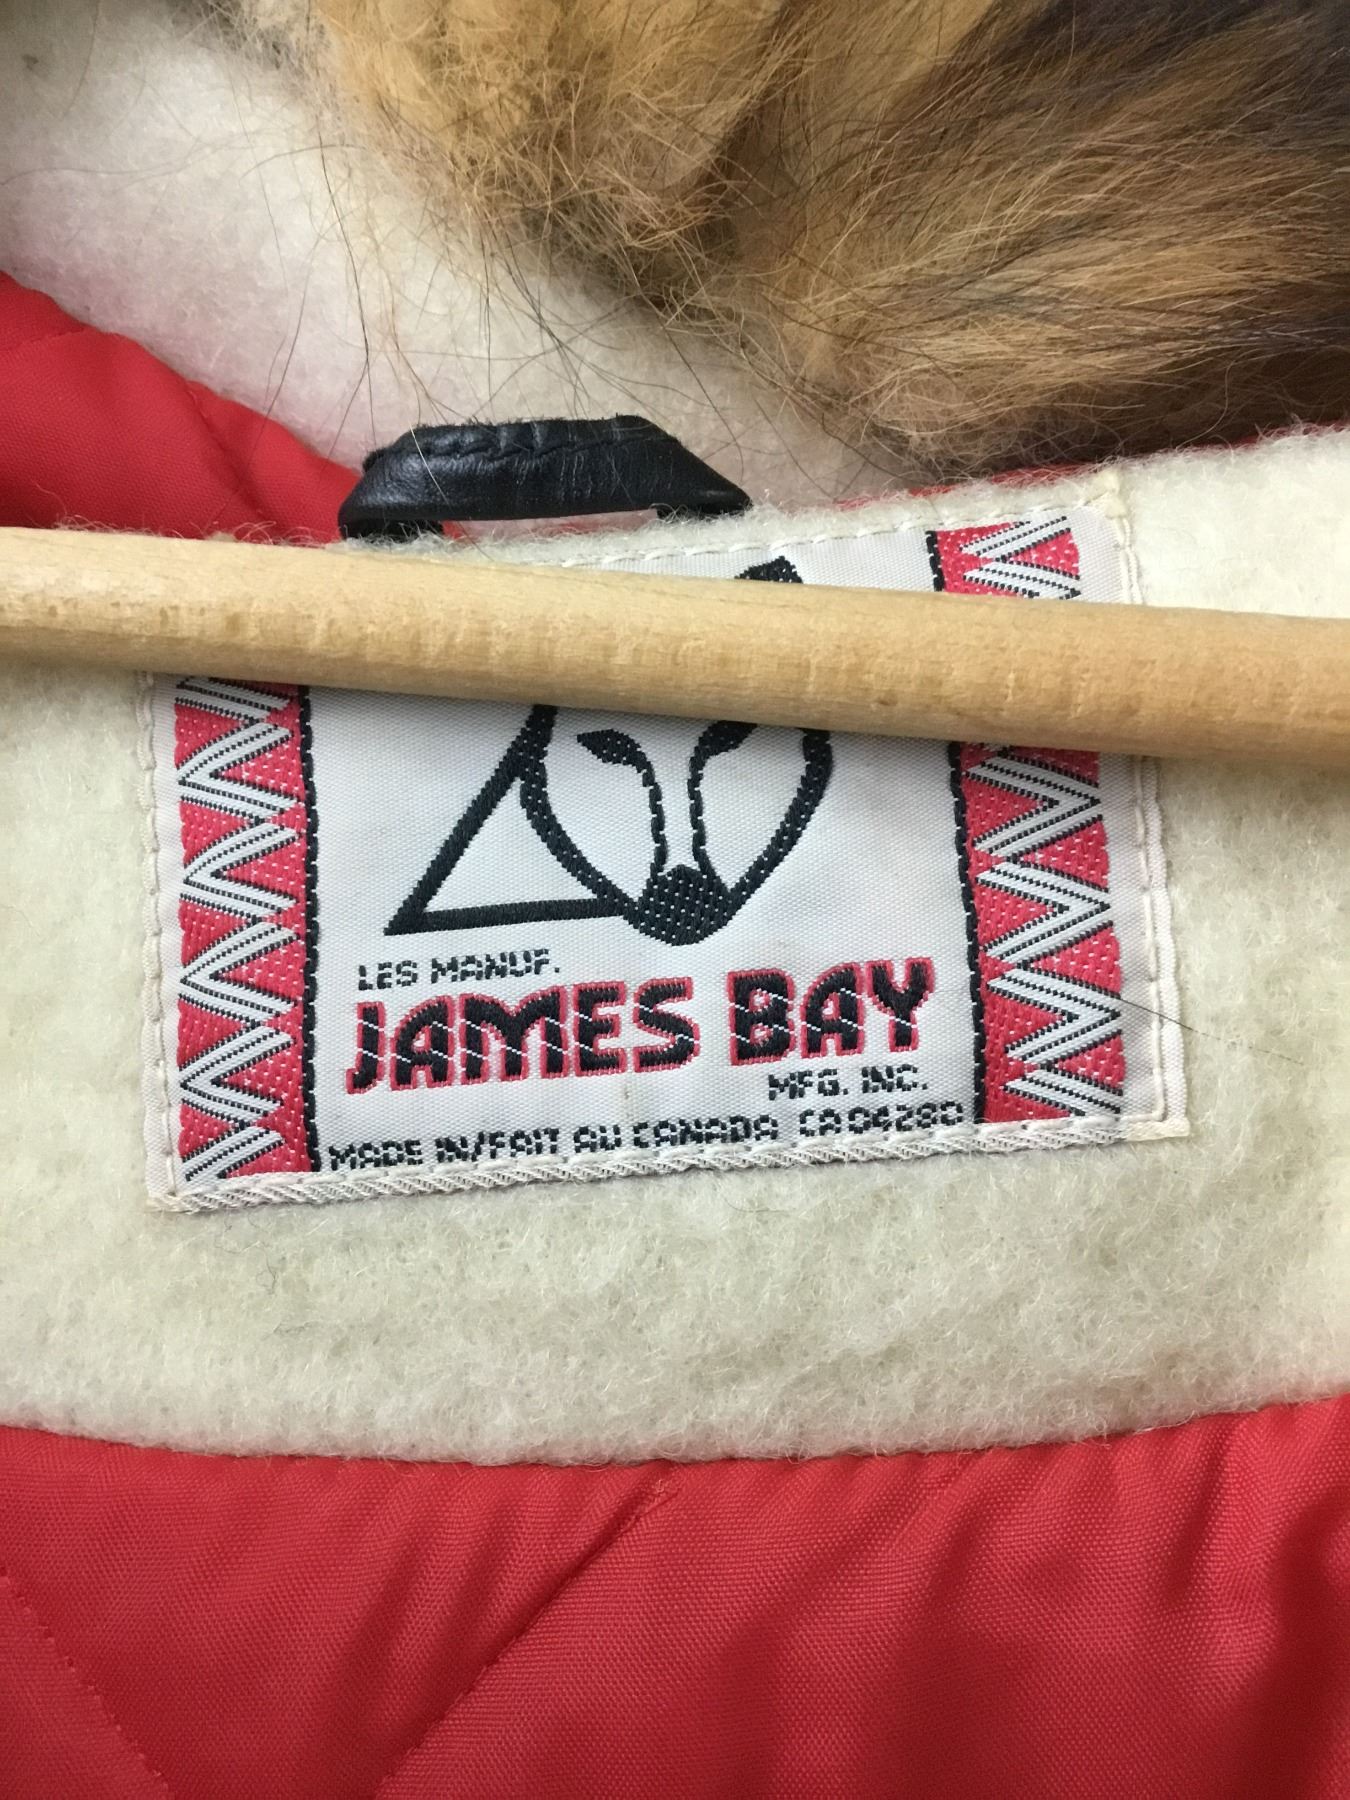 LES MANUF.
JAMES BAY
MFG. INC.
MADE IN/FAIT AU CANADA CA04280